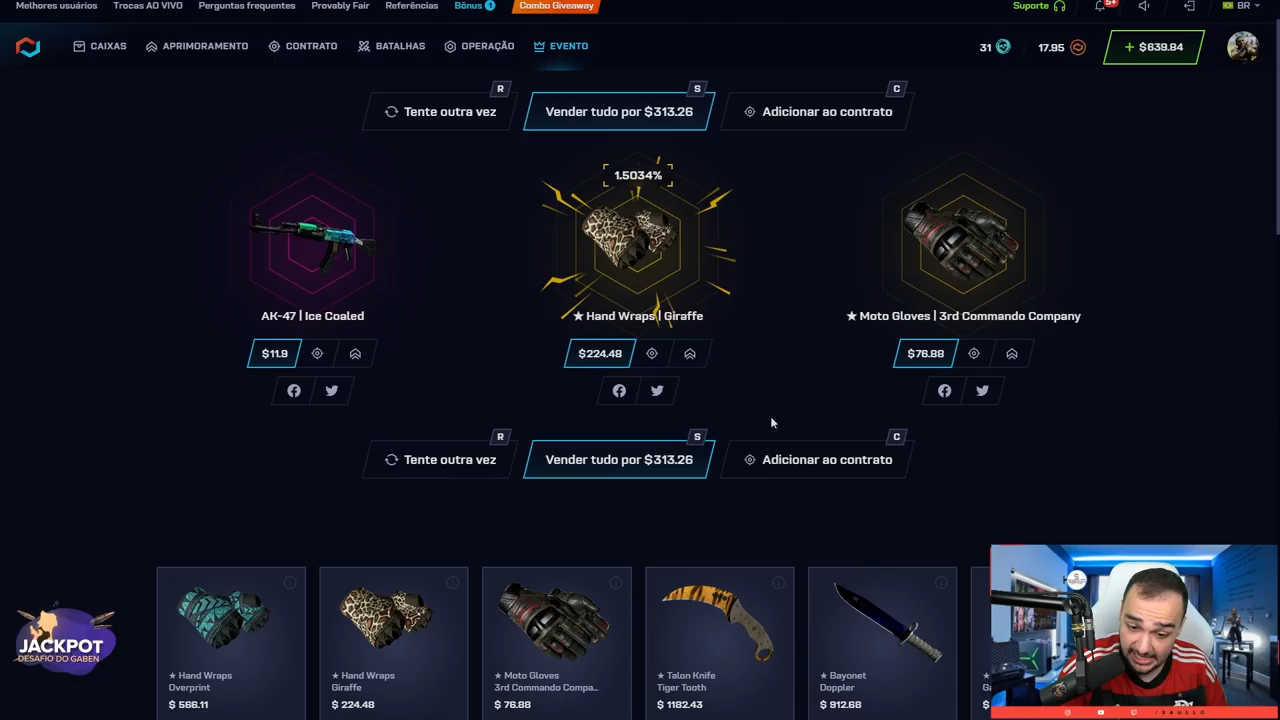 Melhores usuários Trocas AO VIVO Perguntas frequentes Provably Fair Referências Bônus 1 Combo Giveaway Suporte 5+ BR
CAIXAS APRIMORAMENTO CONTRATO BATALHAS OPERAÇÃO EVENTO 31 17.95 + $639.84
R S C
Tente outra vez Vender tudo por $313.26 Adicionar ao contrato
1.5034%
AK-47 | Ice Coaled ★ Hand Wraps | Giraffe ★ Moto Gloves | 3rd Commando Company
$11.9 $224.48 $76.88
R S C
Tente outra vez Vender tudo por $313.26 Adicionar ao contrato
JACKPOT
DESAFIO DO GABEN
★ Hand Wraps ★ Hand Wraps ★ Moto Gloves ★ Talon Knife ★ Bayonet
Overprint Giraffe 3rd Commando Compa... Tiger Tooth Doppler
$ 566.11 $ 224.48 $ 76.88 $ 1182.43 $ 912.68